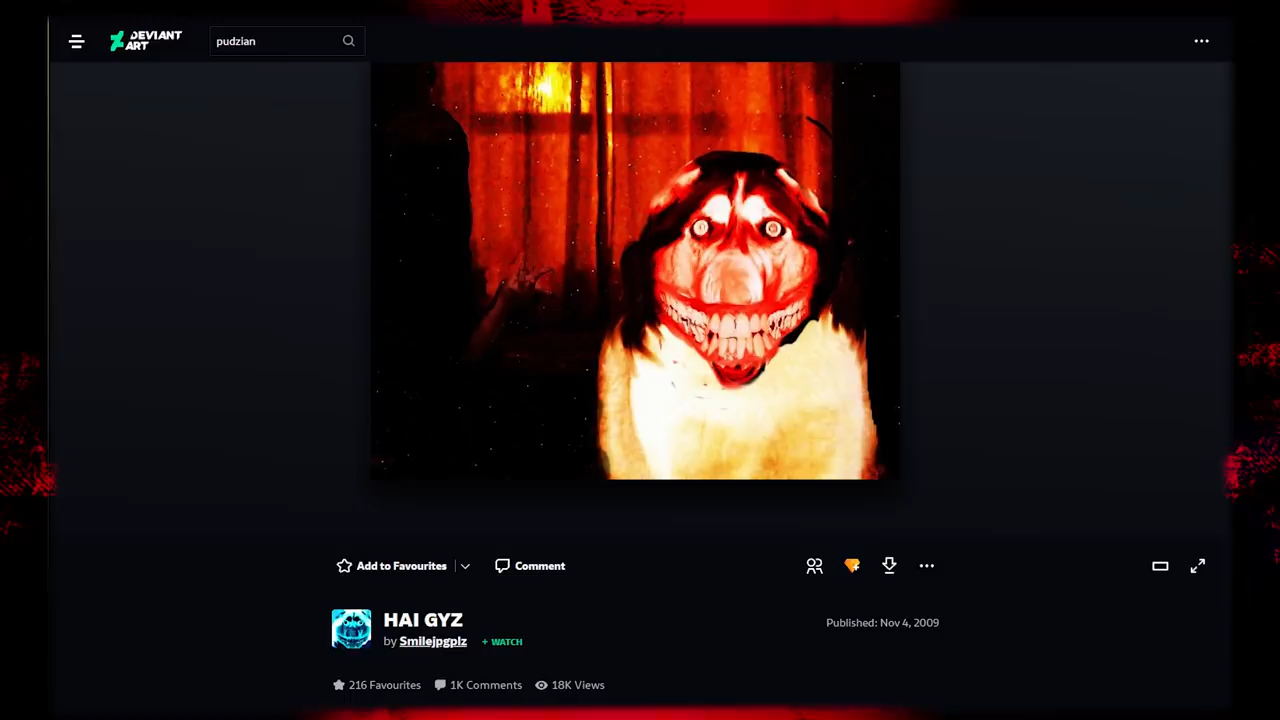 DEVIANT
ART
pudzian
Add to Favourites
Comment
HAI GYZ
by Smilejpgplz
+ WATCH
Published: Nov 4, 2009
216 Favourites
1K Comments
18K Views